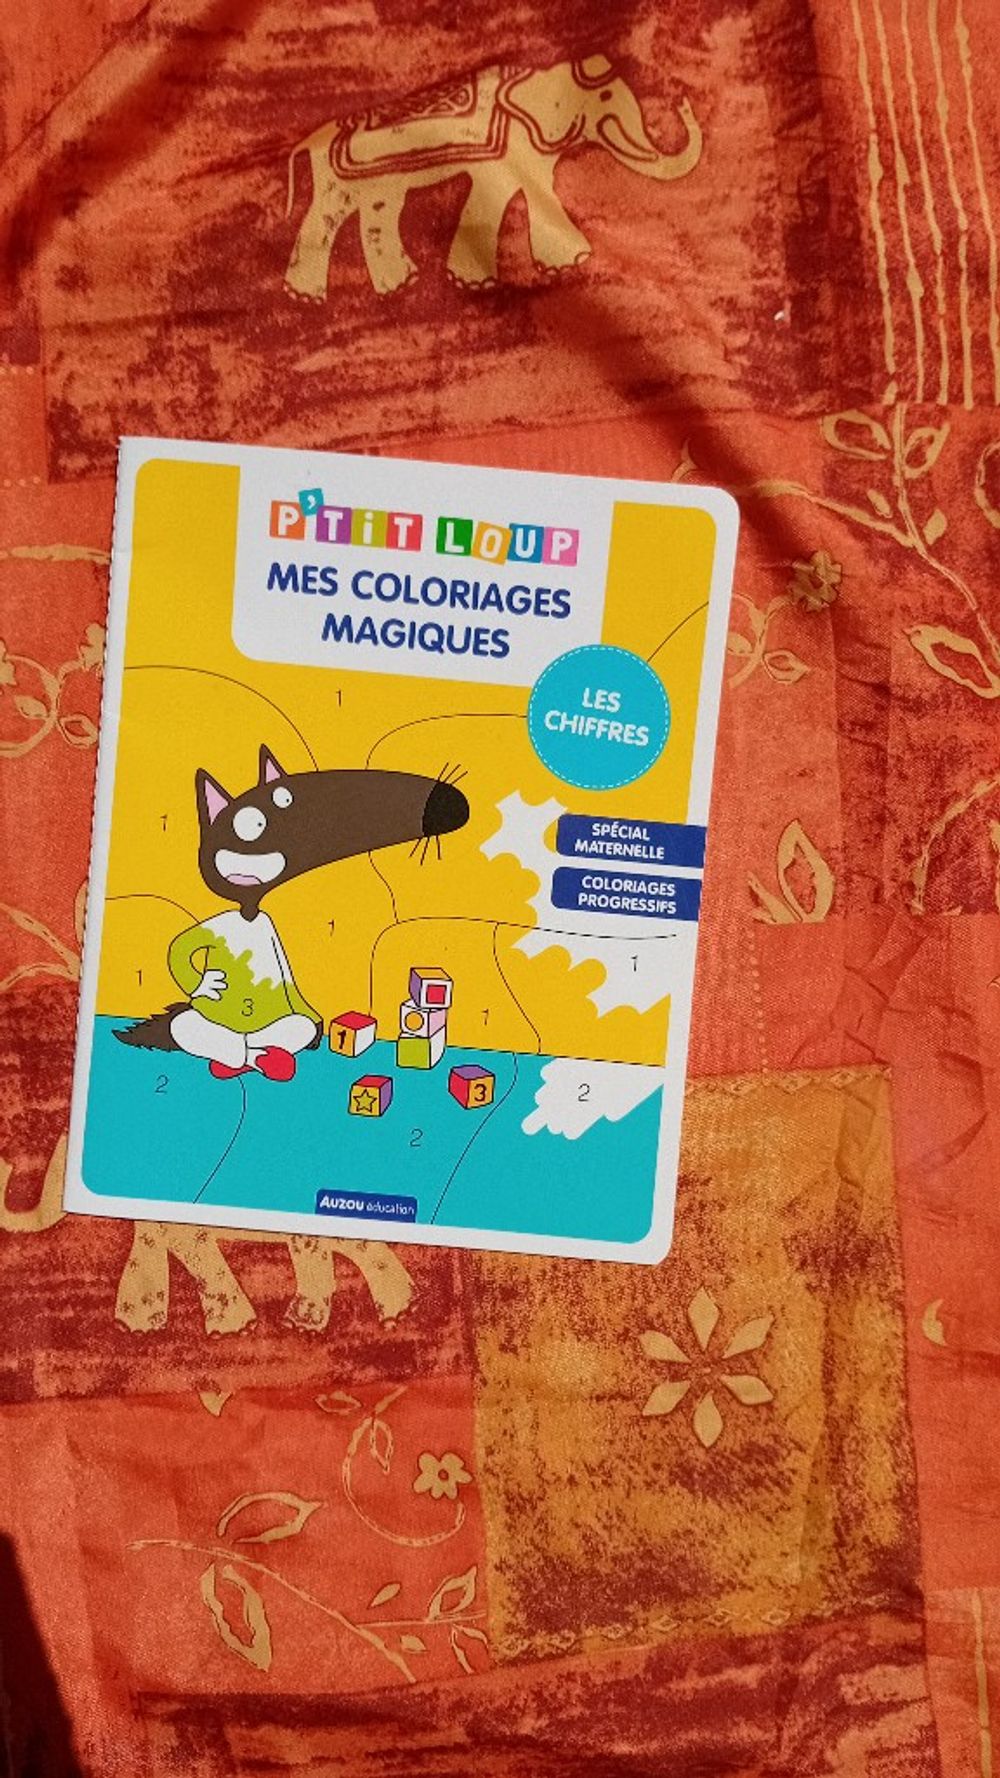 P'TiT LOUP
MES COLORIAGES
MAGIQUES
LES
CHIFFRES
1
SPÉCIAL
MATERNELLE
1
COLORIAGES
PROGRESSIFS
1
1
1
3
1
1
2
3
2
2
AUZOU éducation